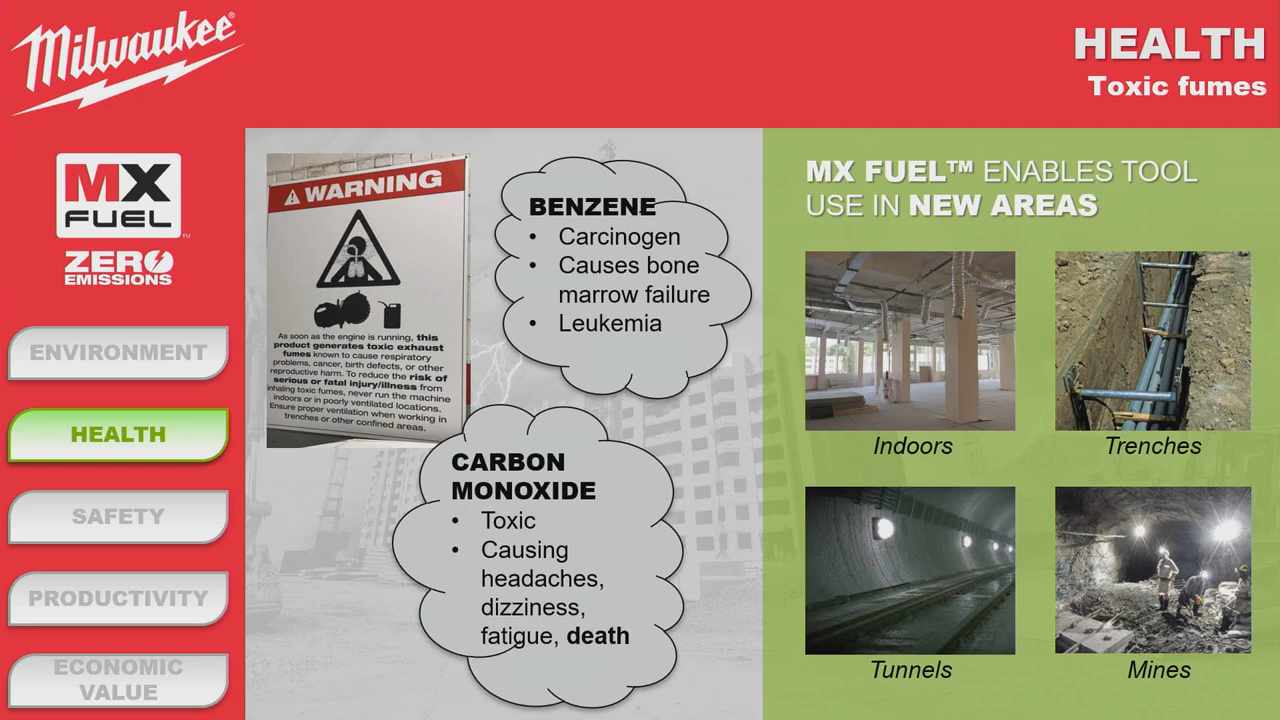 Milwaukee®
HEALTH
Toxic fumes
MX
FUEL™
ZERO
EMISSIONS
ENVIRONMENT
HEALTH
SAFETY
PRODUCTIVITY
ECONOMIC
VALUE
WARNING
As soon as the engine is running, this
product generates toxic exhaust
fumes known to cause respiratory
problems, cancer, birth defects, or other
reproductive harm. To reduce the risk of
serious or fatal injury/illness from
inhaling toxic fumes, never run the machine
indoors or in poorly ventilated locations.
Ensure proper ventilation when working in
trenches or other confined areas.
BENZENE
• Carcinogen
• Causes bone
marrow failure
• Leukemia
CARBON
MONOXIDE
• Toxic
• Causing
headaches,
dizziness,
fatigue, death
MX FUEL™ ENABLES TOOL
USE IN NEW AREAS
Indoors
Trenches
Tunnels
Mines